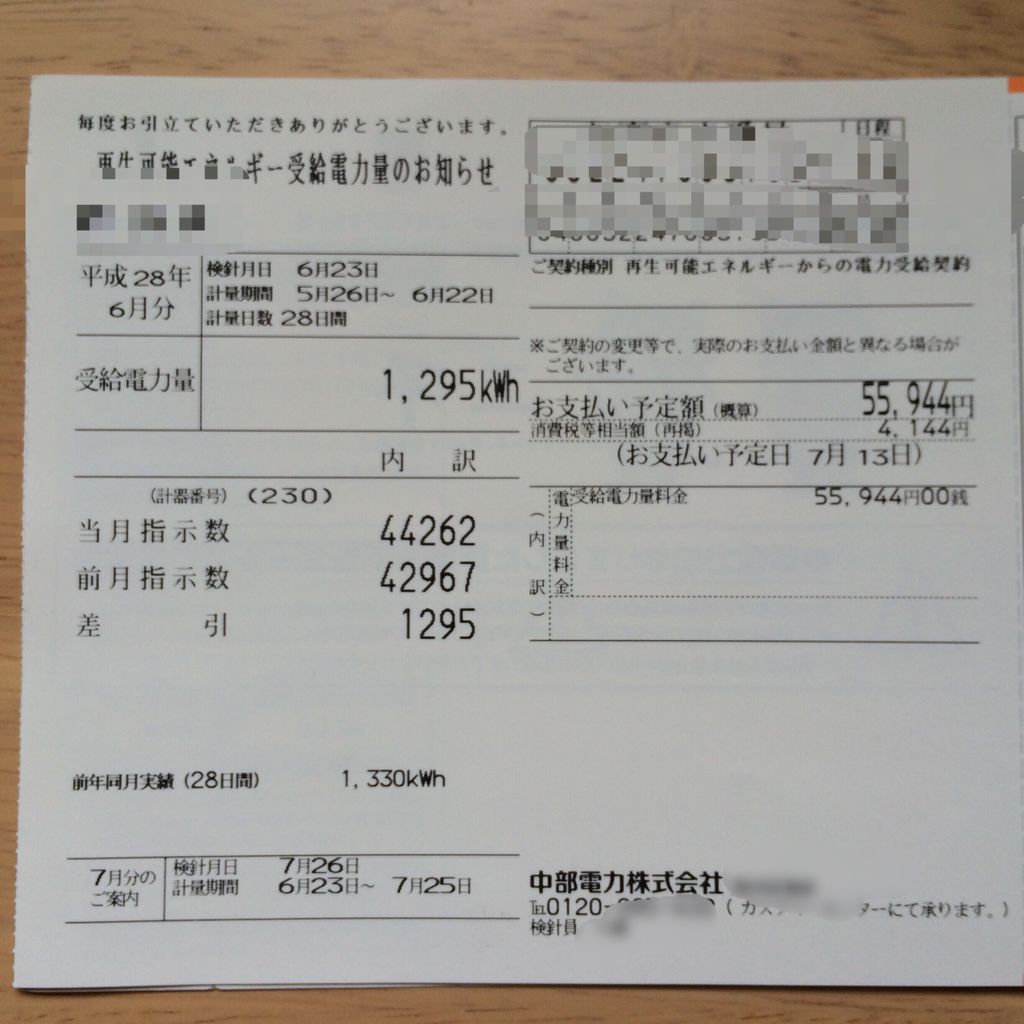 毎度お引立ていただきありがとうございます。
再生可能エネルギー受給電力量のお知らせ
日程
平成28年
6月分
検針月日 6月23日
計量期間 5月26日～ 6月22日
計量日数 28日間
受給電力量 1,295kWh
内 訳
(計器番号) (230)
当月指示数 44262
前月指示数 42967
差 引 1295
前年同月実績 (28日間) 1,330kWh
7月分の
ご案内
検針月日 7月26日
計量期間 6月23日～ 7月25日
ご契約種別 再生可能エネルギーからの電力受給契約
※ご契約の変更等で、実際のお支払い金額と異なる場合が
ございます。
お支払い予定額 (概算) 55,944円
消費税等相当額 (再掲) 4,144円
(お支払い予定日 7月 13日)
(内訳)
電力量料金
受給電力量料金 55,944円00銭
中部電力株式会社
TEL0120-
ターにて承ります。)
検針員